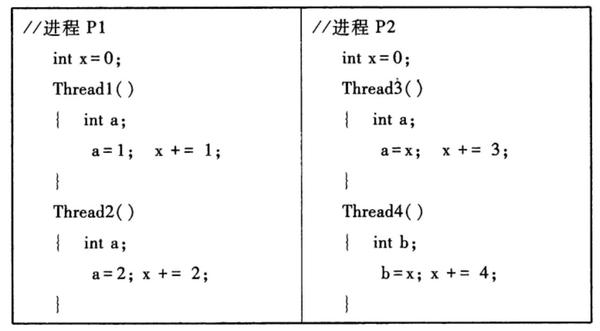 //进程 P1
int x=0;
Thread1()
{ int a;
a=1; x += 1;
}
Thread2()
{ int a;
a=2; x += 2;
}
//进程 P2
int x=0;
Thread3()
{ int a;
a=x; x += 3;
}
Thread4()
{ int b;
b=x; x += 4;
}